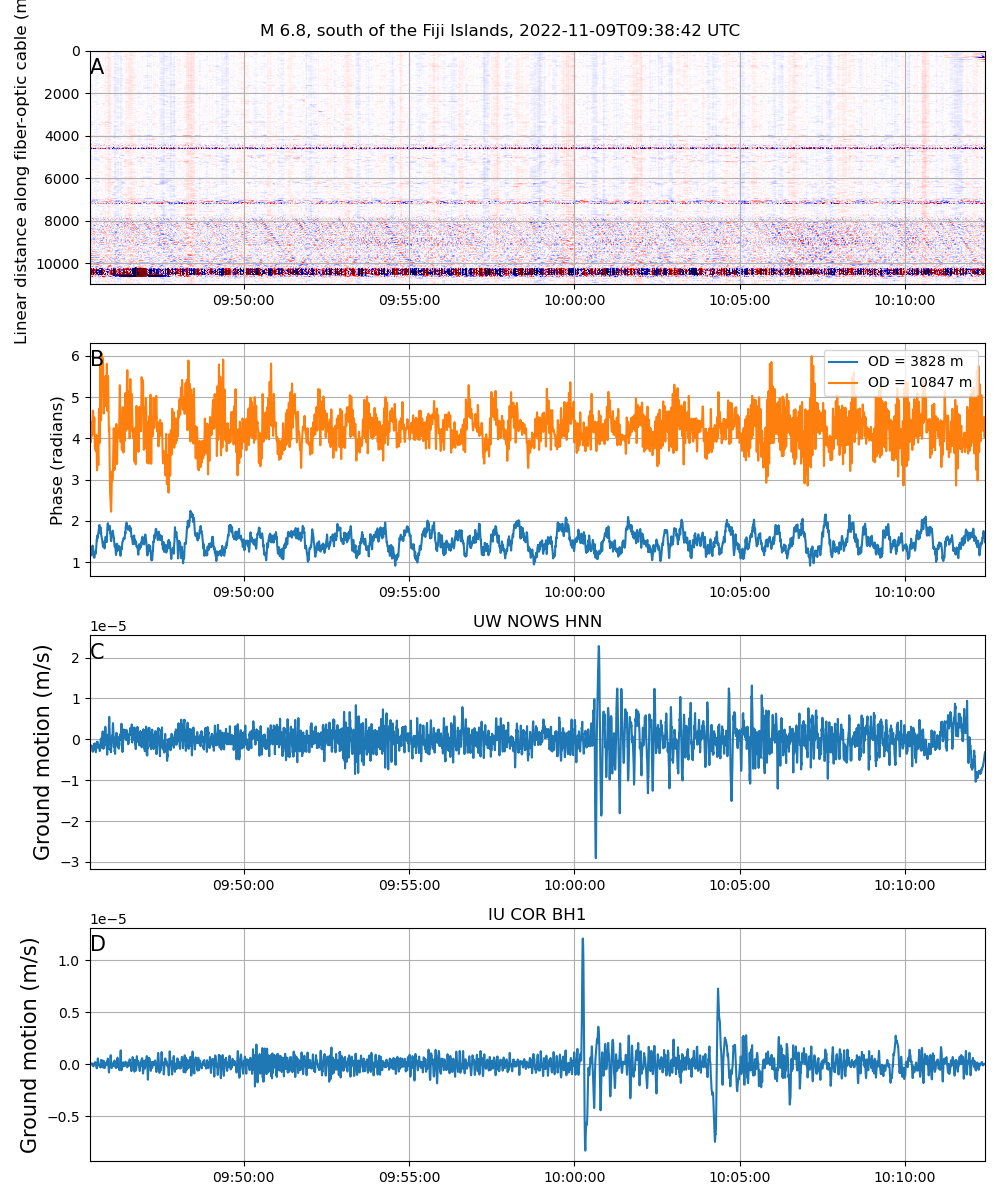 M 6.8, south of the Fiji Islands, 2022-11-09T09:38:42 UTC
Linear distance along fiber-optic cable (m
A
0
2000
4000
6000
8000
10000
09:50:00 09:55:00 10:00:00 10:05:00 10:10:00
B
Phase (radians)
6
5
4
3
2
1
OD = 3828 m
OD = 10847 m
09:50:00 09:55:00 10:00:00 10:05:00 10:10:00
UW NOWS HNN
1e−5
C
Ground motion (m/s)
2
1
0
−1
−2
−3
09:50:00 09:55:00 10:00:00 10:05:00 10:10:00
IU COR BH1
1e−5
D
Ground motion (m/s)
1.0
0.5
0.0
−0.5
09:50:00 09:55:00 10:00:00 10:05:00 10:10:00